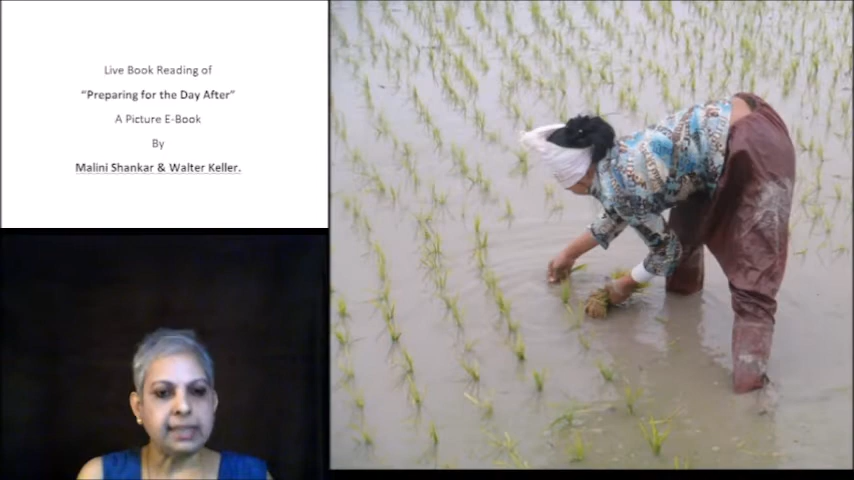 Live Book Reading of
“Preparing for the Day After”
A Picture E-Book
By
Malini Shankar & Walter Keller.